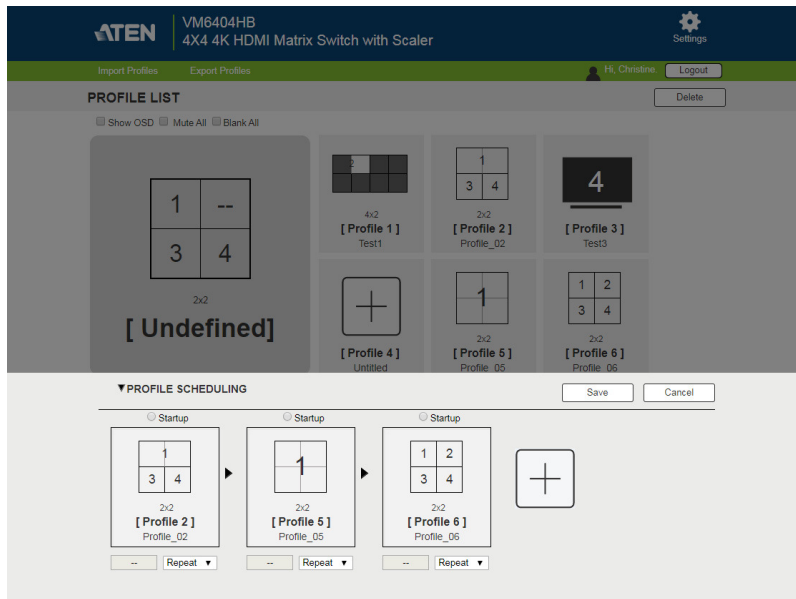 ATEN
VM6404HB
4X4 4K HDMI Matrix Switch with Scaler
Settings
Import Profiles Export Profiles Hi, Christine. Logout
PROFILE LIST Delete
Show OSD Mute All Blank All
1 --
3 4
2x2
[ Undefined]
2
4x2
[ Profile 1 ]
Test1
1
3 4
2x2
[ Profile 2 ]
Profile_02
4
[ Profile 3 ]
Test3
[ Profile 4 ]
Untitled
1
2x2
[ Profile 5 ]
Profile_05
1 2
3 4
2x2
[ Profile 6 ]
Profile_06
▼PROFILE SCHEDULING Save Cancel
Startup Startup Startup
1
3 4
2x2
[ Profile 2 ]
Profile_02
-- Repeat ▼
1
2x2
[ Profile 5 ]
Profile_05
-- Repeat ▼
1 2
3 4
2x2
[ Profile 6 ]
Profile_06
-- Repeat ▼